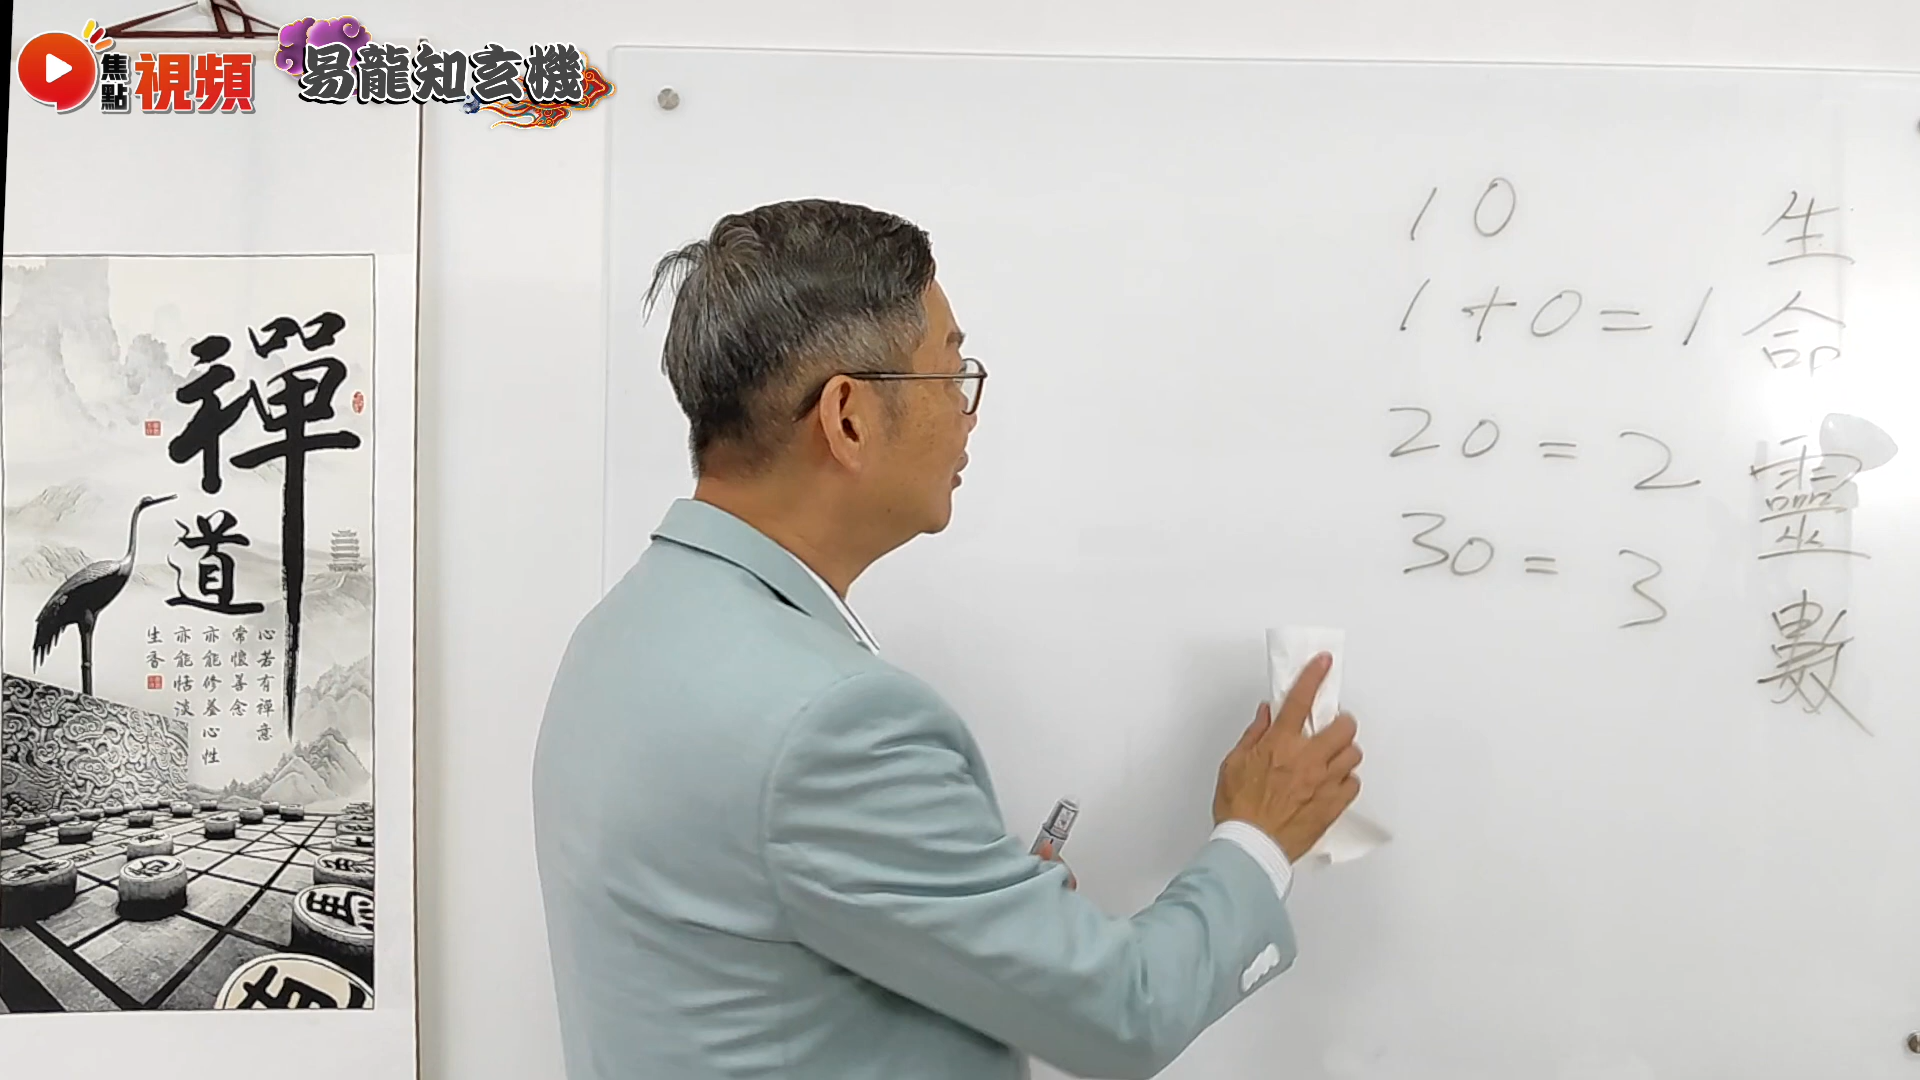 焦點視頻
易龍知玄機
10
1+0=1
20=2
30=3
生命靈數
禪道
心若有禪意
常懷善念
亦能修養心性
亦能恬淡
生香
馬